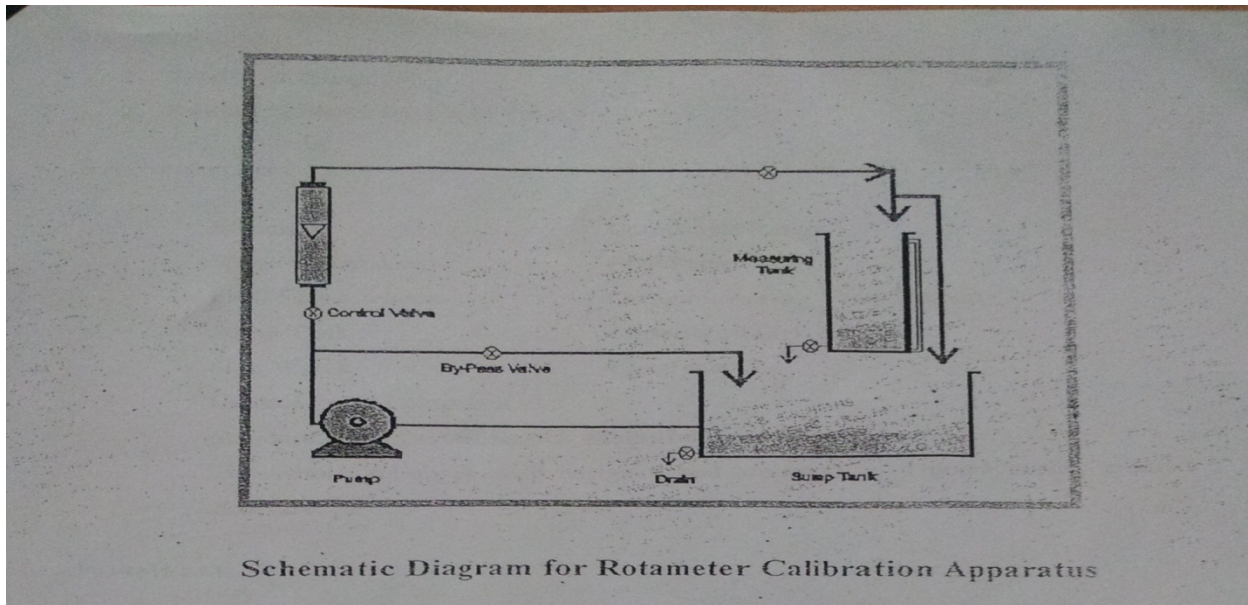 Measuring
Tank
Control Valve
By-Pass Valve
Pump
Drain
Sump Tank
Schematic Diagram for Rotameter Calibration Apparatus